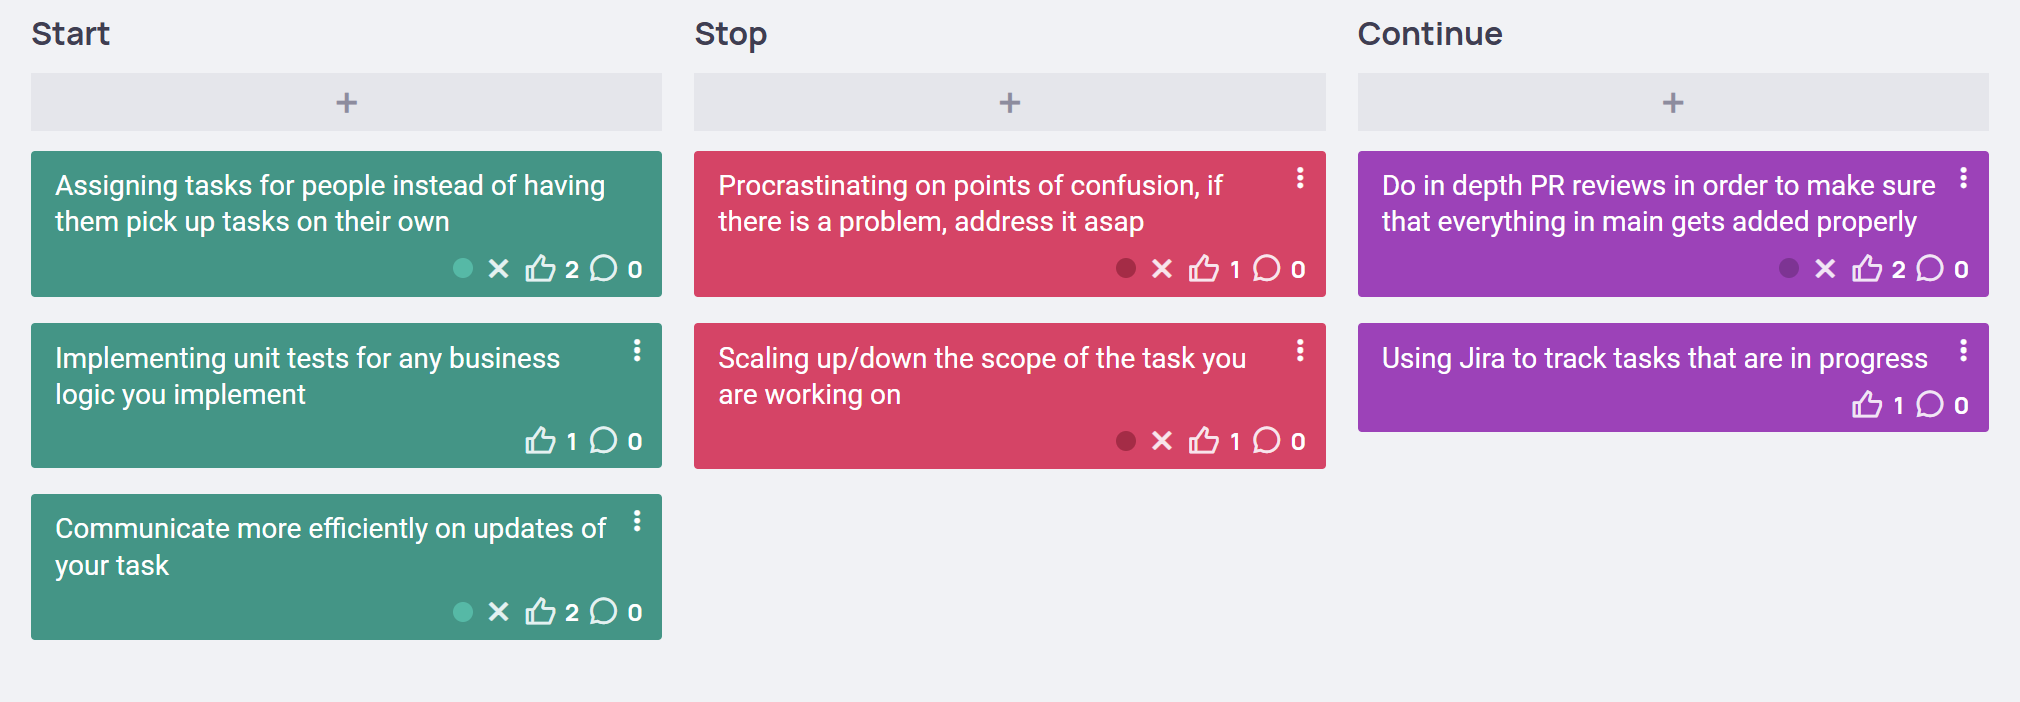 Start
+
Assigning tasks for people instead of having
them pick up tasks on their own
2 0
Implementing unit tests for any business
logic you implement
1 0
Communicate more efficiently on updates of
your task
2 0
Stop
+
Procrastinating on points of confusion, if
there is a problem, address it asap
1 0
Scaling up/down the scope of the task you
are working on
1 0
Continue
+
Do in depth PR reviews in order to make sure
that everything in main gets added properly
2 0
Using Jira to track tasks that are in progress
1 0